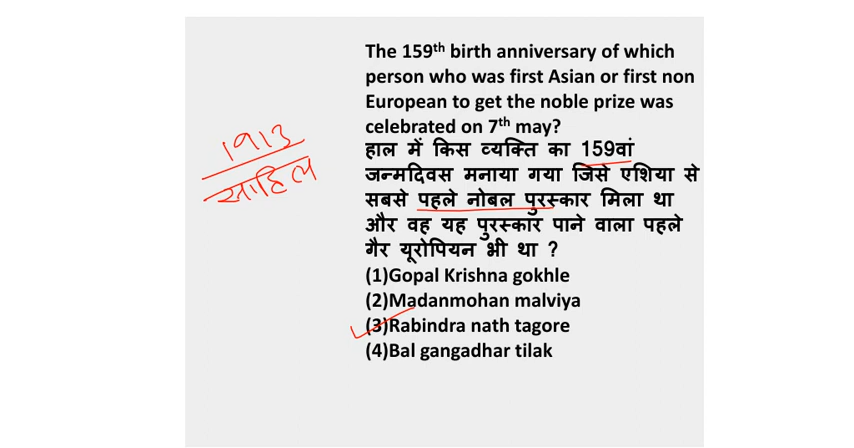 The 159th birth anniversary of which
person who was first Asian or first non
European to get the noble prize was
celebrated on 7th may?
हाल में किस व्यक्ति का 159वां
जन्मदिवस मनाया गया जिसे एशिया से
सबसे पहले नोबल पुरस्कार मिला था
और वह यह पुरस्कार पाने वाला पहले
गैर यूरोपियन भी था ?
(1)Gopal Krishna gokhle
(2)Madanmohan malviya
(3)Rabindra nath tagore
(4)Bal gangadhar tilak
1913